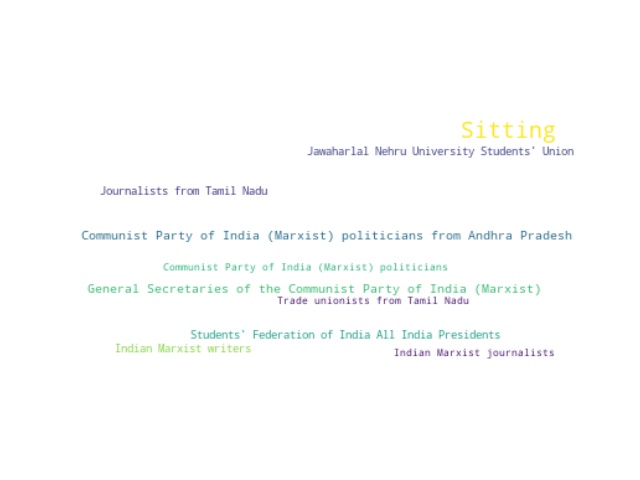 Sitting
Jawaharlal Nehru University Students’ Union
Journalists from Tamil Nadu
Communist Party of India (Marxist) politicians from Andhra Pradesh
Communist Party of India (Marxist) politicians
General Secretaries of the Communist Party of India (Marxist)
Trade unionists from Tamil Nadu
Students’ Federation of India All India Presidents
Indian Marxist writers
Indian Marxist journalists